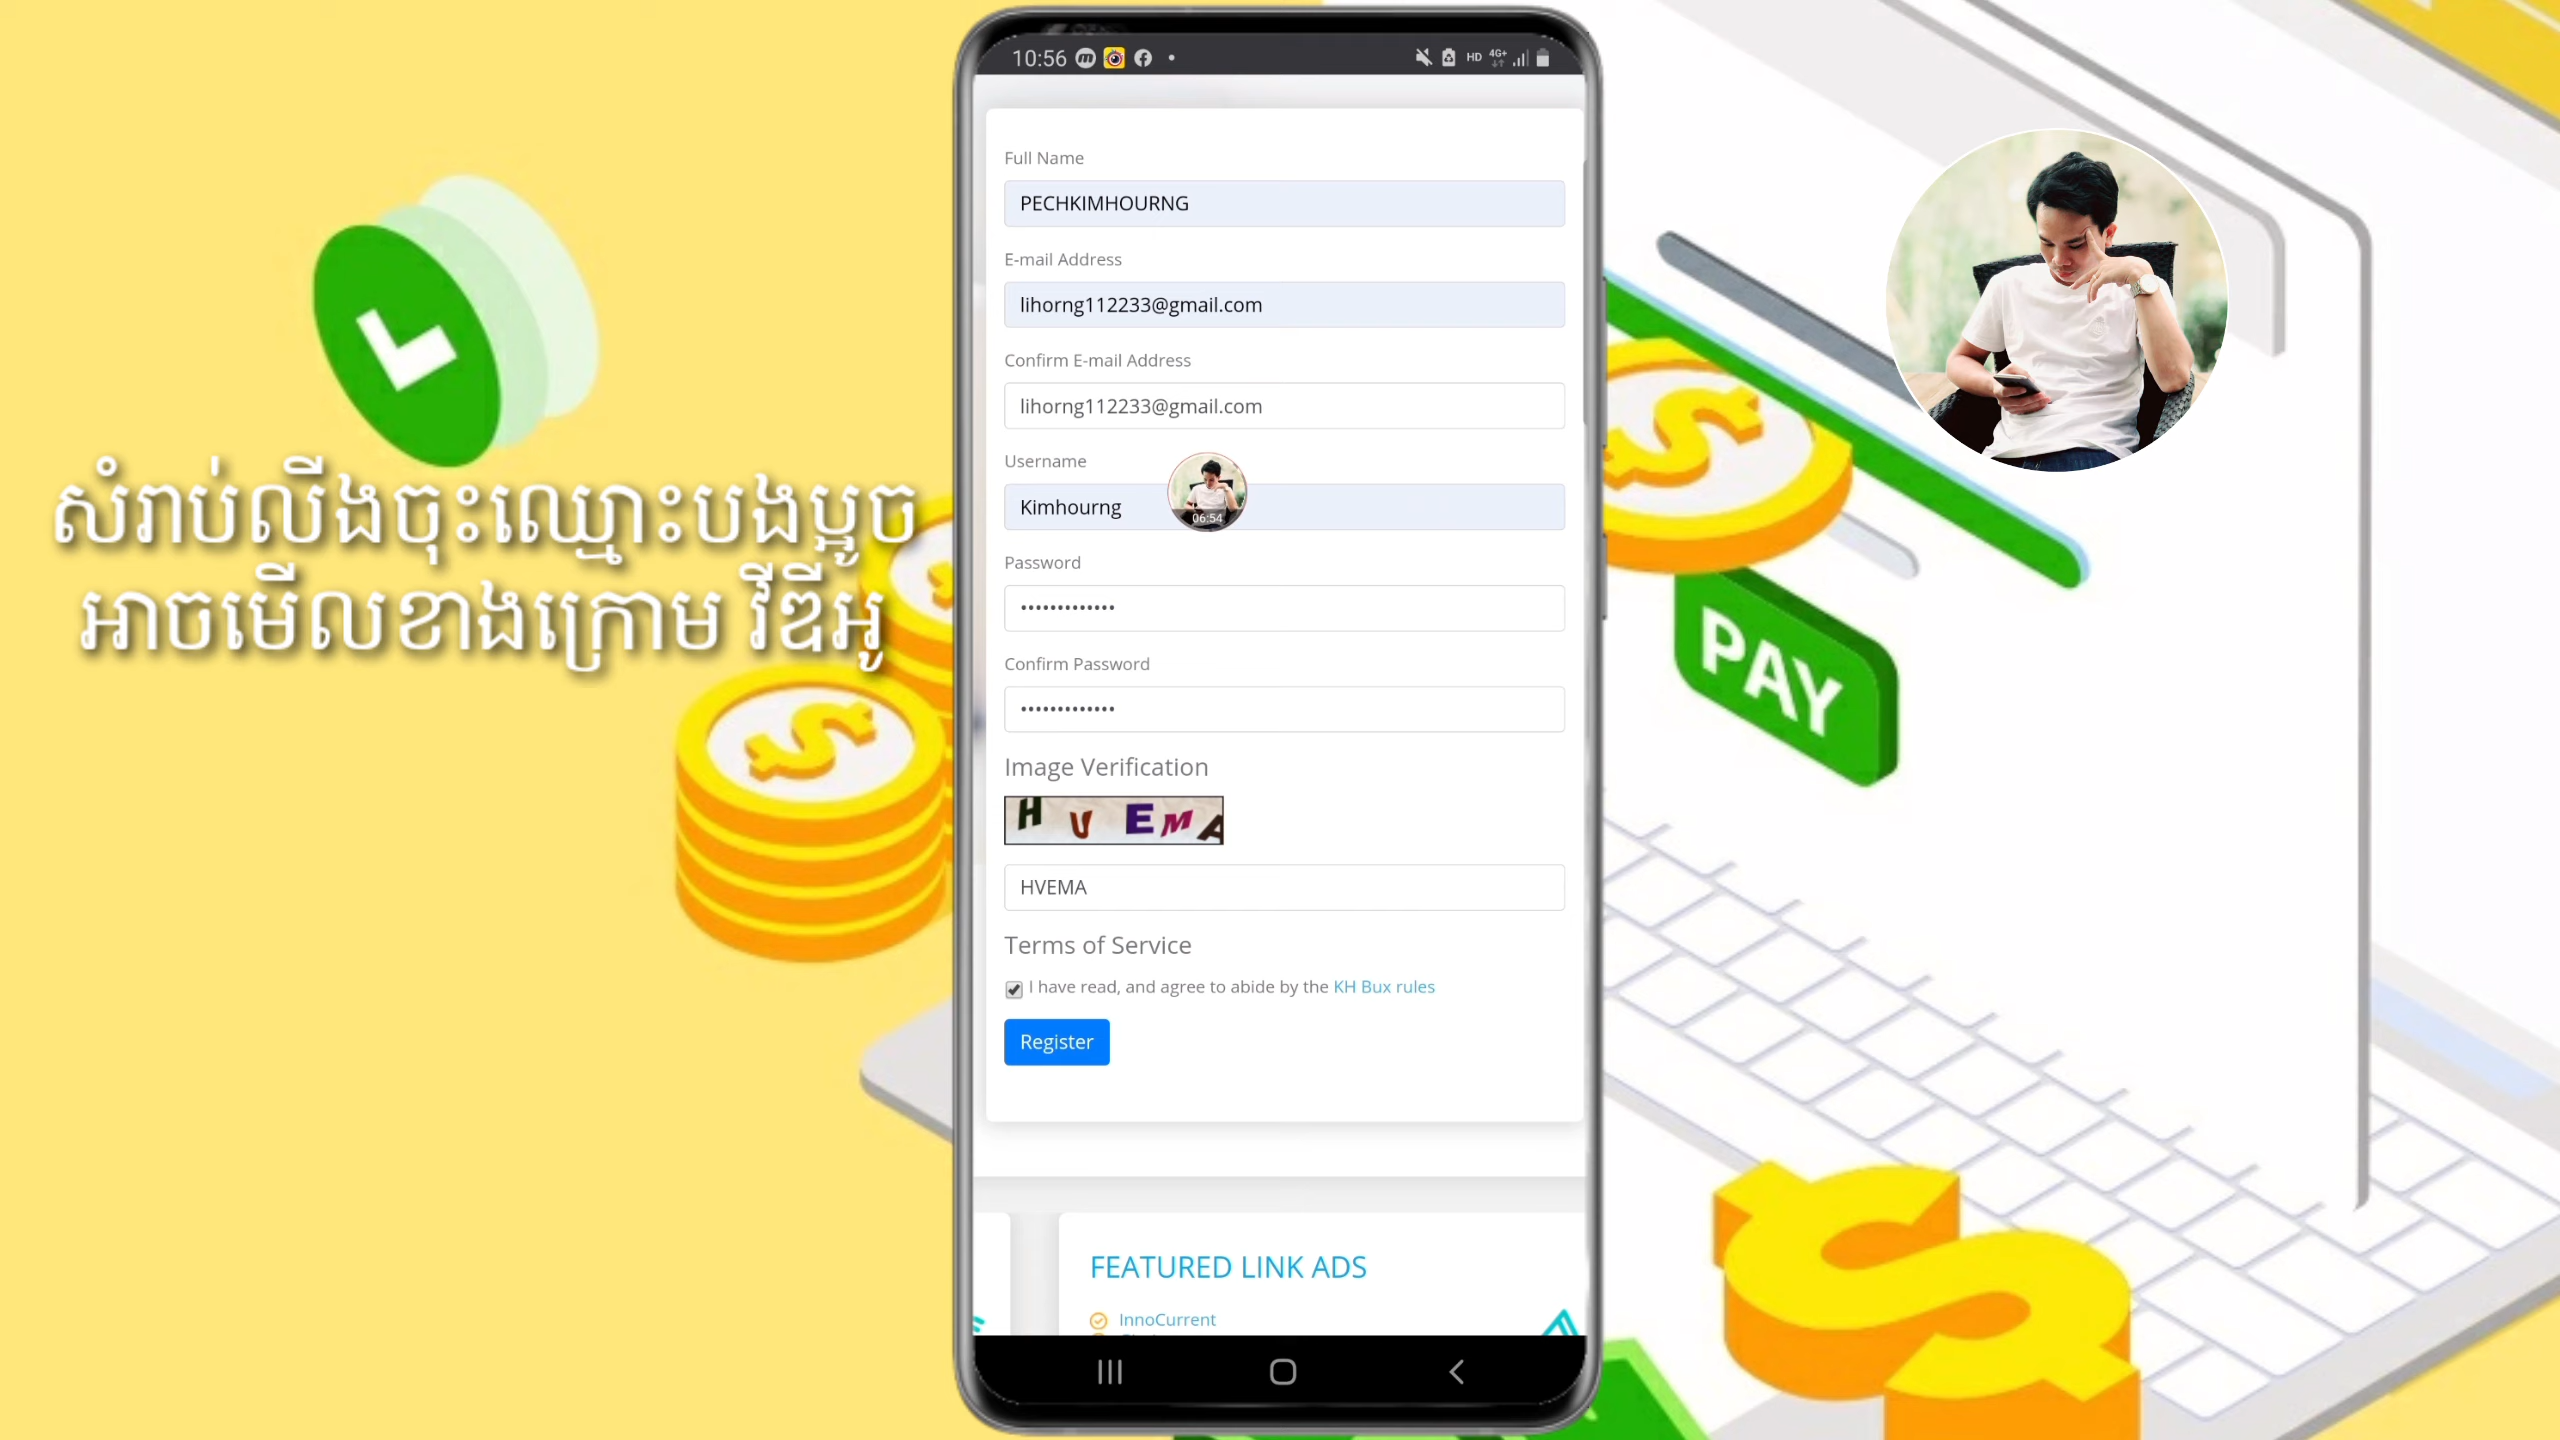 សំរាប់លីងចុះឈ្មោះបងប្អូច
អាចមើលខាងក្រោម វីឌីអូ
10:56
HD 4G+
Full Name
PECHKIMHOURNG
E-mail Address
lihorng112233@gmail.com
Confirm E-mail Address
lihorng112233@gmail.com
Username
Kimhourng
06:54
Password
•••••••••••••
Confirm Password
•••••••••••••
Image Verification
H V E M A
HVEMA
Terms of Service
I have read, and agree to abide by the KH Bux rules
Register
FEATURED LINK ADS
InnoCurrent
PAY